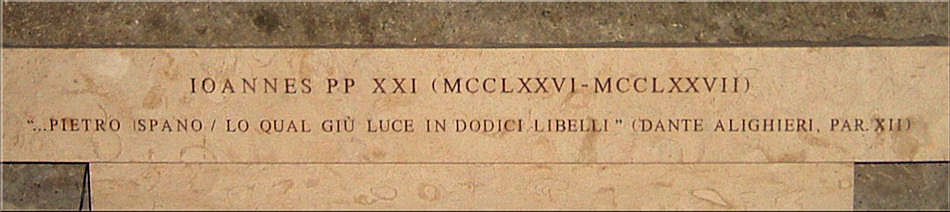 IOANNES PP XXI (MCCLXXVI-MCCLXXVII)
"...PIETRO ISPANO / LO QUAL GIÙ LUCE IN DODICI LIBELLI" (DANTE ALIGHIERI, PAR. XII)